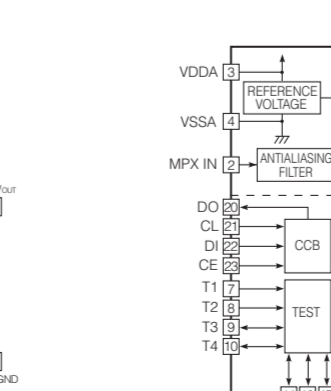 VDDA 3
REFERENCE
VOLTAGE
VSSA 4
MPX IN 2
ANTIALIASING
FILTER
OUT
DO 20
CL 21
DI 22
CCB
CE 23
T1 7
T2 8
TEST
T3 9
T4 10
GND